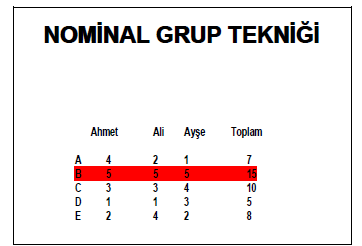 NOMİNAL GRUP TEKNİĞİ
Ahmet Ali Ayşe Toplam
A 4 2 1 7
B 5 5 5 15
C 3 3 4 10
D 1 1 3 5
E 2 4 2 8